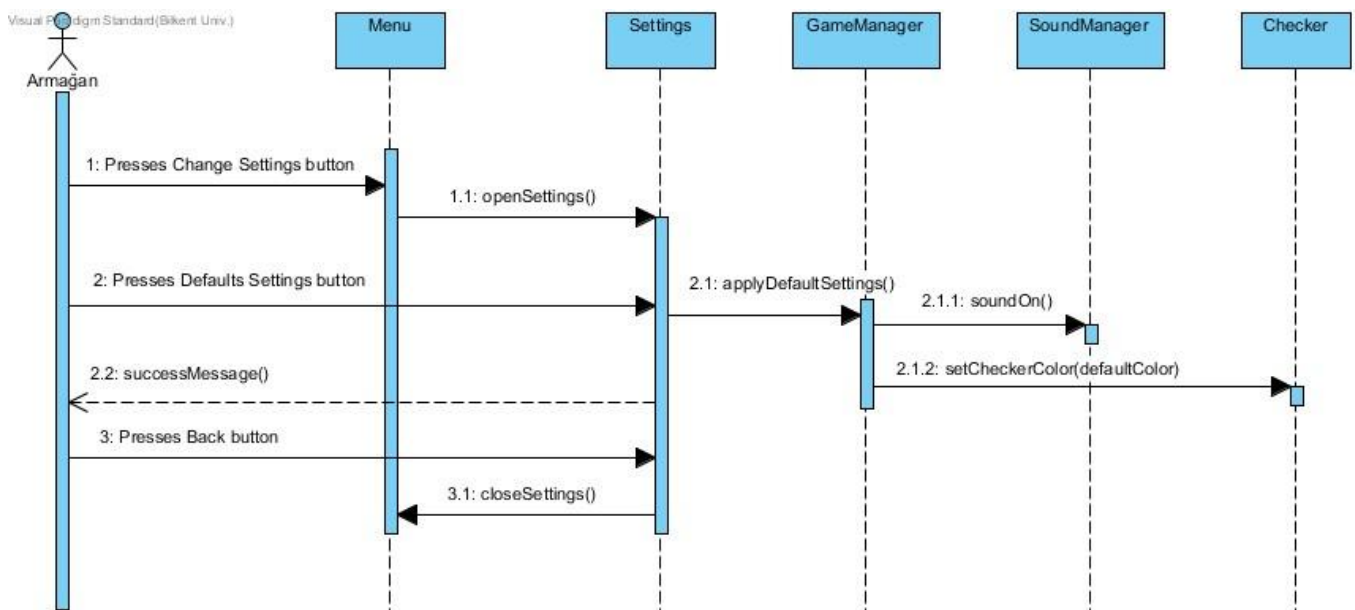 Visual Paradigm Standard(Bilkent Univ.)
Menu
Settings
GameManager
SoundManager
Checker
Armağan
1: Presses Change Settings button
1.1: openSettings()
2: Presses Defaults Settings button
2.1: applyDefaultSettings()
2.1.1: soundOn()
2.1.2: setCheckerColor(defaultColor)
2.2: successMessage()
3: Presses Back button
3.1: closeSettings()